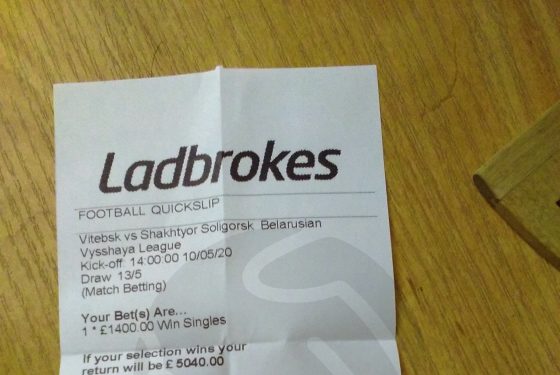 Ladbrokes
FOOTBALL QUICKSLIP
Vitebsk vs Shakhtyor Soligorsk Belarusian
Vysshaya League
Kick-off: 14:00:00 10/05/20
Draw 13/5
(Match Betting)
Your Bet(s) Are...
1 * £1400.00 Win Singles
If your selection wins your
return will be £ 5040.00